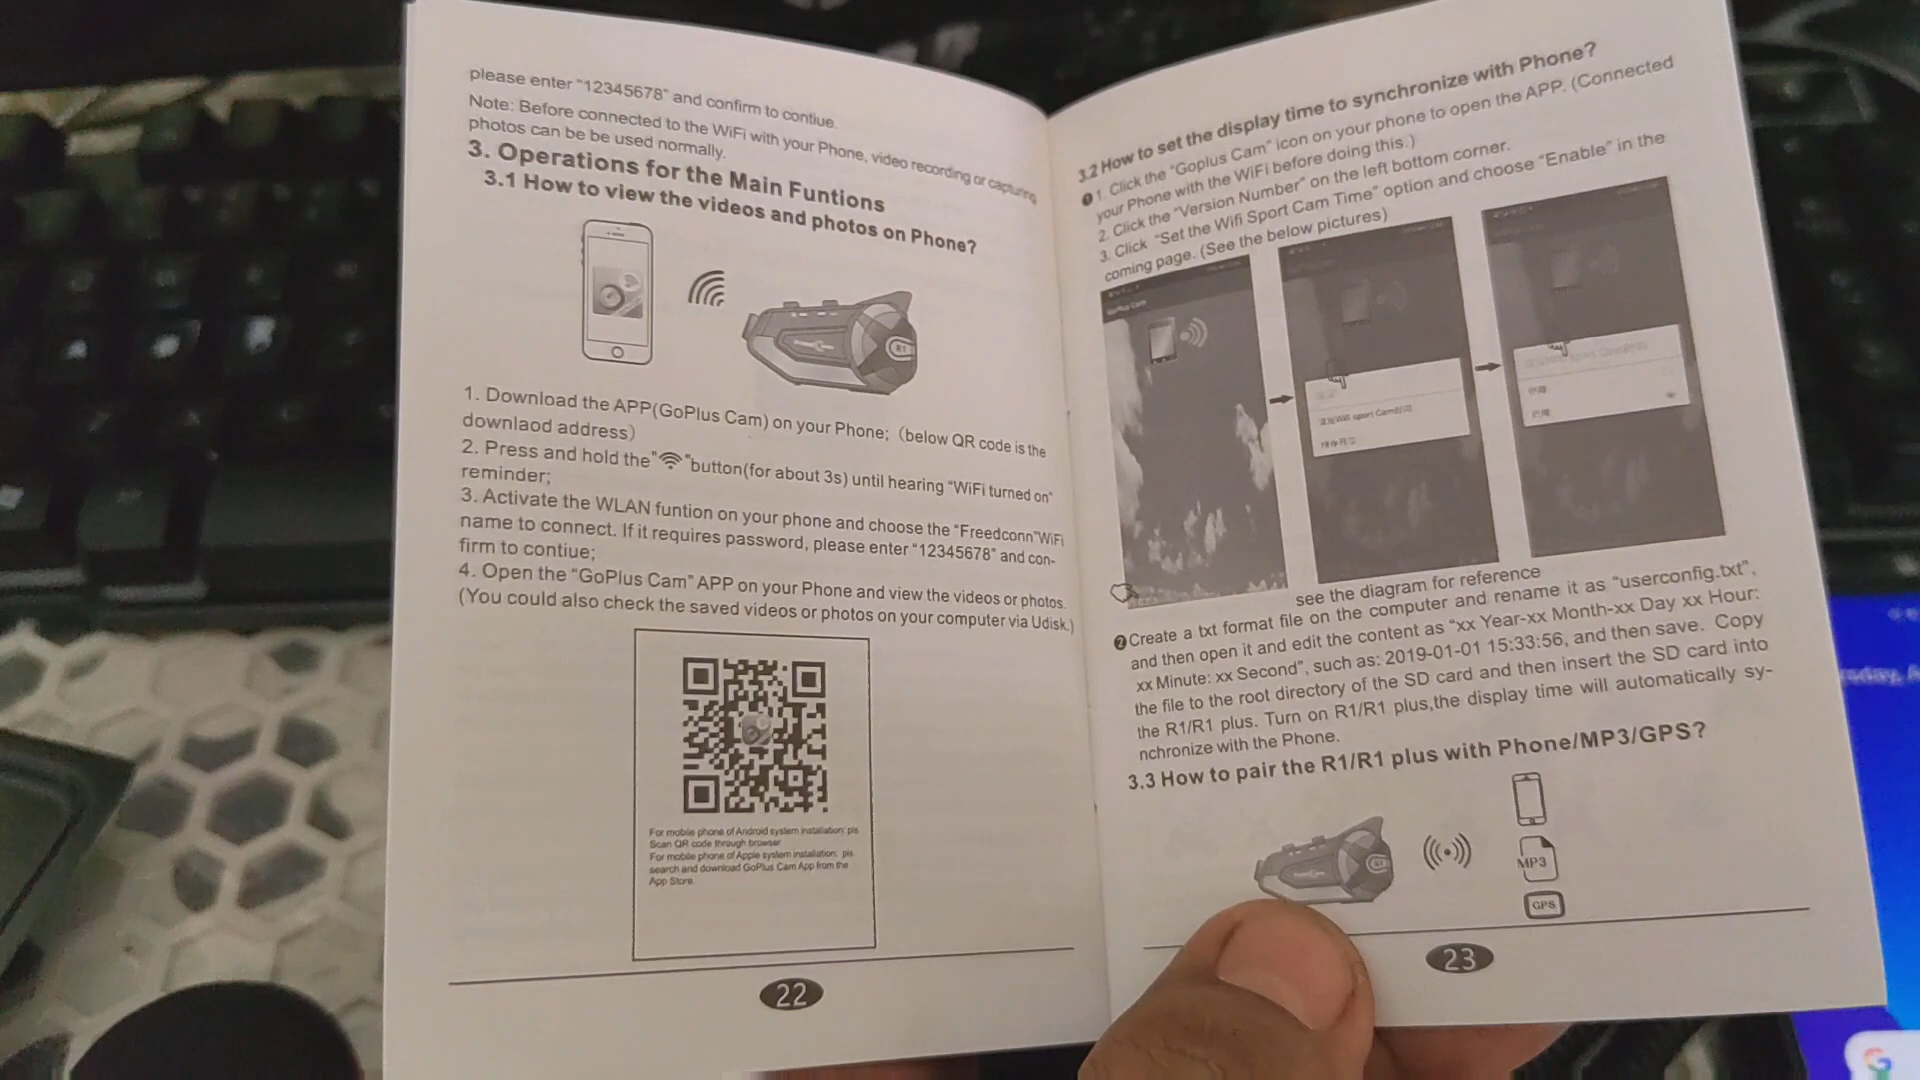 please enter "12345678" and confirm to contiue.
Note: Before connected to the WiFi with your Phone, video recording or capturing
photos can be be used normally.
3. Operations for the Main Funtions
3.1 How to view the videos and photos on Phone?
R1
1. Download the APP(GoPlus Cam) on your Phone;（below QR code is the
downlaod address）
2. Press and hold the" "button(for about 3s) until hearing "WiFi turned on"
reminder;
3. Activate the WLAN funtion on your phone and choose the "Freedconn"WiFi
name to connect. If it requires password, please enter "12345678" and con-
firm to contiue;
4. Open the "GoPlus Cam" APP on your Phone and view the videos or photos.
(You could also check the saved videos or photos on your computer via Udisk.)
For mobile phone of Android system installation: pls
Scan QR code through browser
For mobile phone of Apple system installation: pls
search and download GoPlus Cam App from the
App Store.
22
3.2 How to set the display time to synchronize with Phone?
❶ 1. Click the "Goplus Cam" icon on your phone to open the APP. (Connected
your Phone with the WiFi before doing this.)
2. Click the "Version Number" on the left bottom corner.
3. Click "Set the Wifi Sport Cam Time" option and choose "Enable" in the
coming page. (See the below pictures)
GoPlus Cam
see the diagram for reference
❷Create a txt format file on the computer and rename it as "userconfig.txt",
and then open it and edit the content as "xx Year-xx Month-xx Day xx Hour:
xx Minute: xx Second", such as: 2019-01-01 15:33:56, and then save. Copy
the file to the root directory of the SD card and then insert the SD card into
the R1/R1 plus. Turn on R1/R1 plus,the display time will automatically sy-
nchronize with the Phone.
3.3 How to pair the R1/R1 plus with Phone/MP3/GPS?
MP3
GPS
23